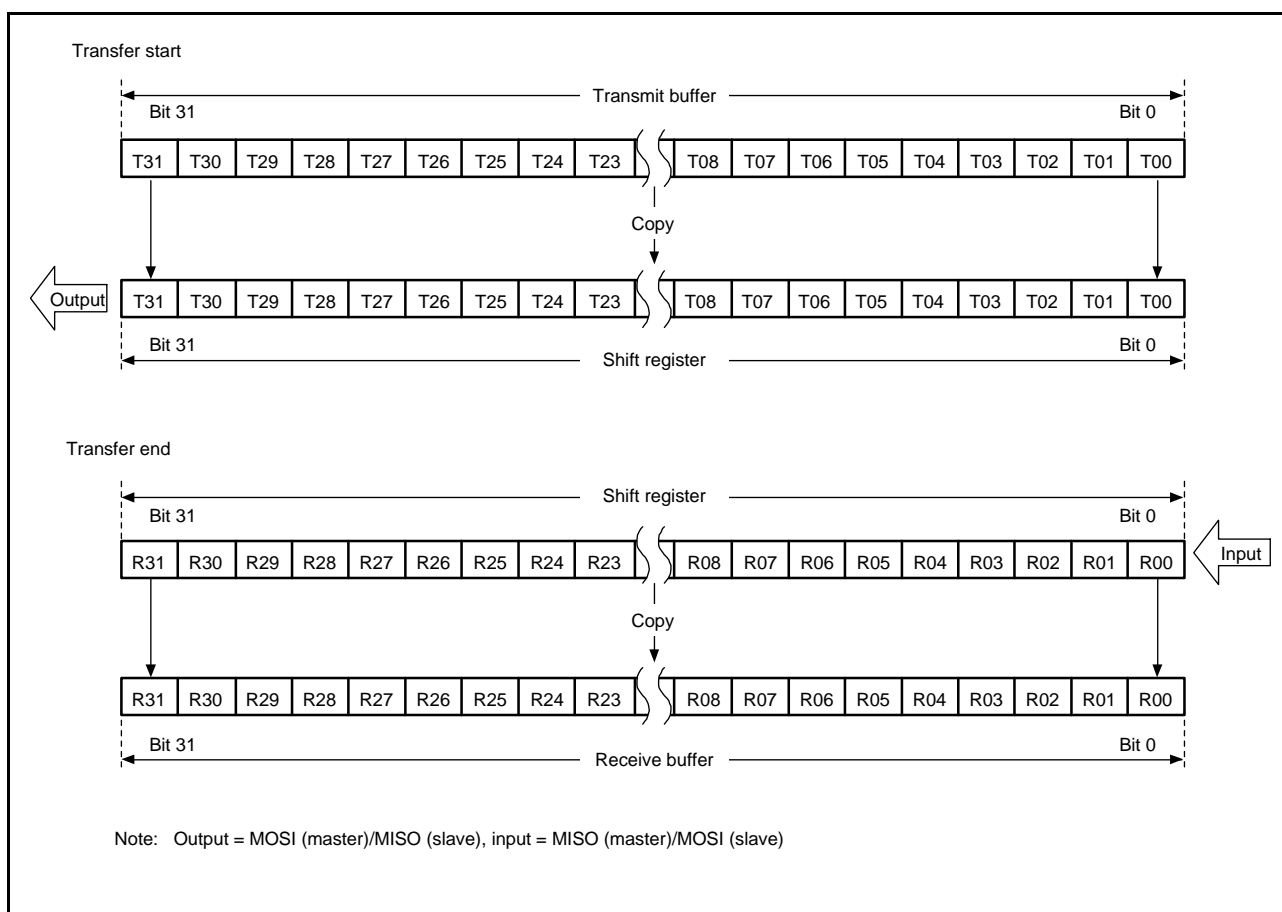 Transfer start
Transmit buffer
Bit 31 Bit 0
T31 T30 T29 T28 T27 T26 T25 T24 T23 T08 T07 T06 T05 T04 T03 T02 T01 T00
Copy
Output T31 T30 T29 T28 T27 T26 T25 T24 T23 T08 T07 T06 T05 T04 T03 T02 T01 T00
Bit 31 Bit 0
Shift register
Transfer end
Shift register
Bit 31 Bit 0
R31 R30 R29 R28 R27 R26 R25 R24 R23 R08 R07 R06 R05 R04 R03 R02 R01 R00 Input
Copy
R31 R30 R29 R28 R27 R26 R25 R24 R23 R08 R07 R06 R05 R04 R03 R02 R01 R00
Bit 31 Bit 0
Receive buffer
Note: Output = MOSI (master)/MISO (slave), input = MISO (master)/MOSI (slave)